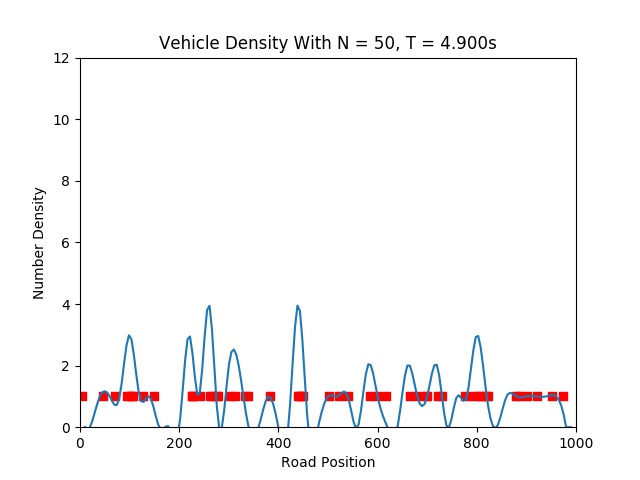 Vehicle Density With N = 50, T = 4.900s
12
10
8
6
4
2
0
Number Density
0 200 400 600 800 1000
Road Position